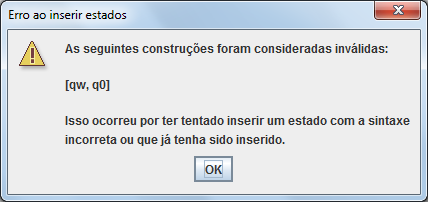 Erro ao inserir estados
As seguintes construções foram consideradas inválidas:
[qw, q0]
Isso ocorreu por ter tentado inserir um estado com a sintaxe
incorreta ou que já tenha sido inserido.
OK